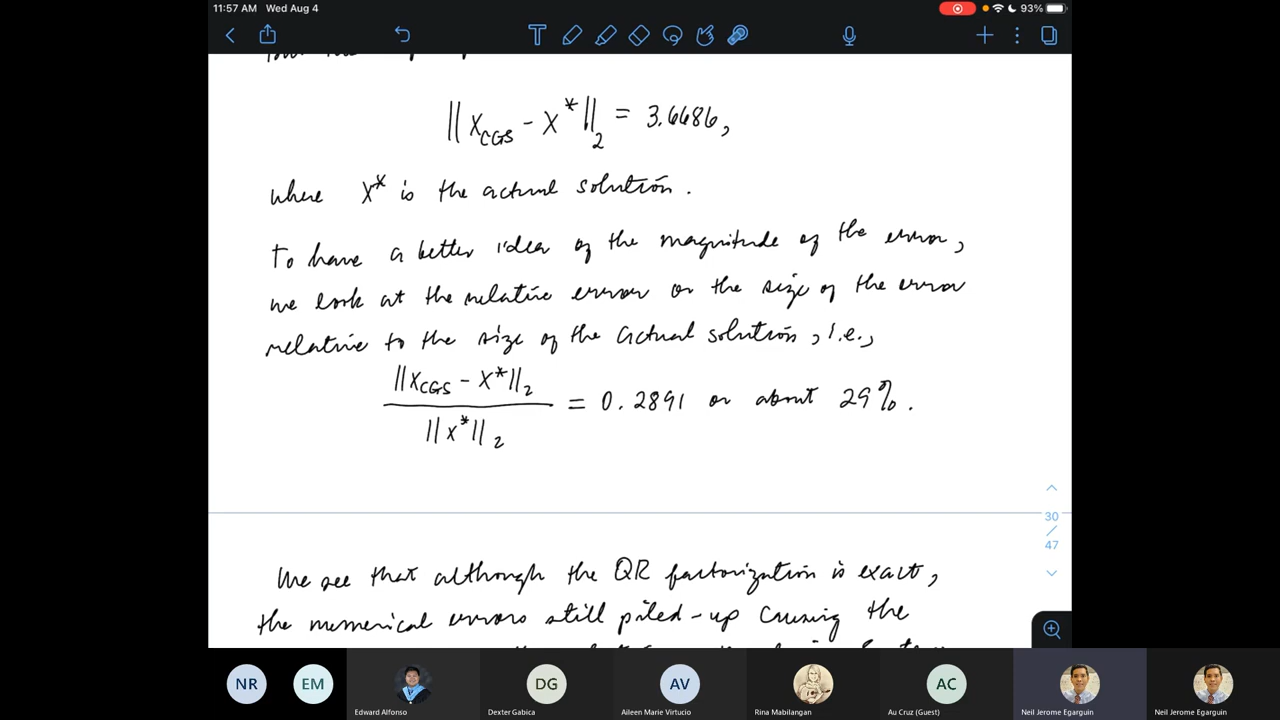 11:57 AM Wed Aug 4
93%
||X_CGS - X*||_2 = 3.6686,
where X* is the actual solution.
To have a better idea of the magnitude of the error,
we look at the relative error or the size of the error
relative to the size of the actual solution, i.e.,
||X_CGS - X*||_2 / ||X*||_2 = 0.2891 or about 29%.
30
/
47
We see that although the QR factorization is exact,
the numerical errors still piled-up causing the
NR EM DG AV AC
Edward Alfonso Dexter Gabica Aileen Marie Virtucio Rina Mabilangan Au Cruz (Guest) Neil Jerome Egarguin Neil Jerome Egarguin